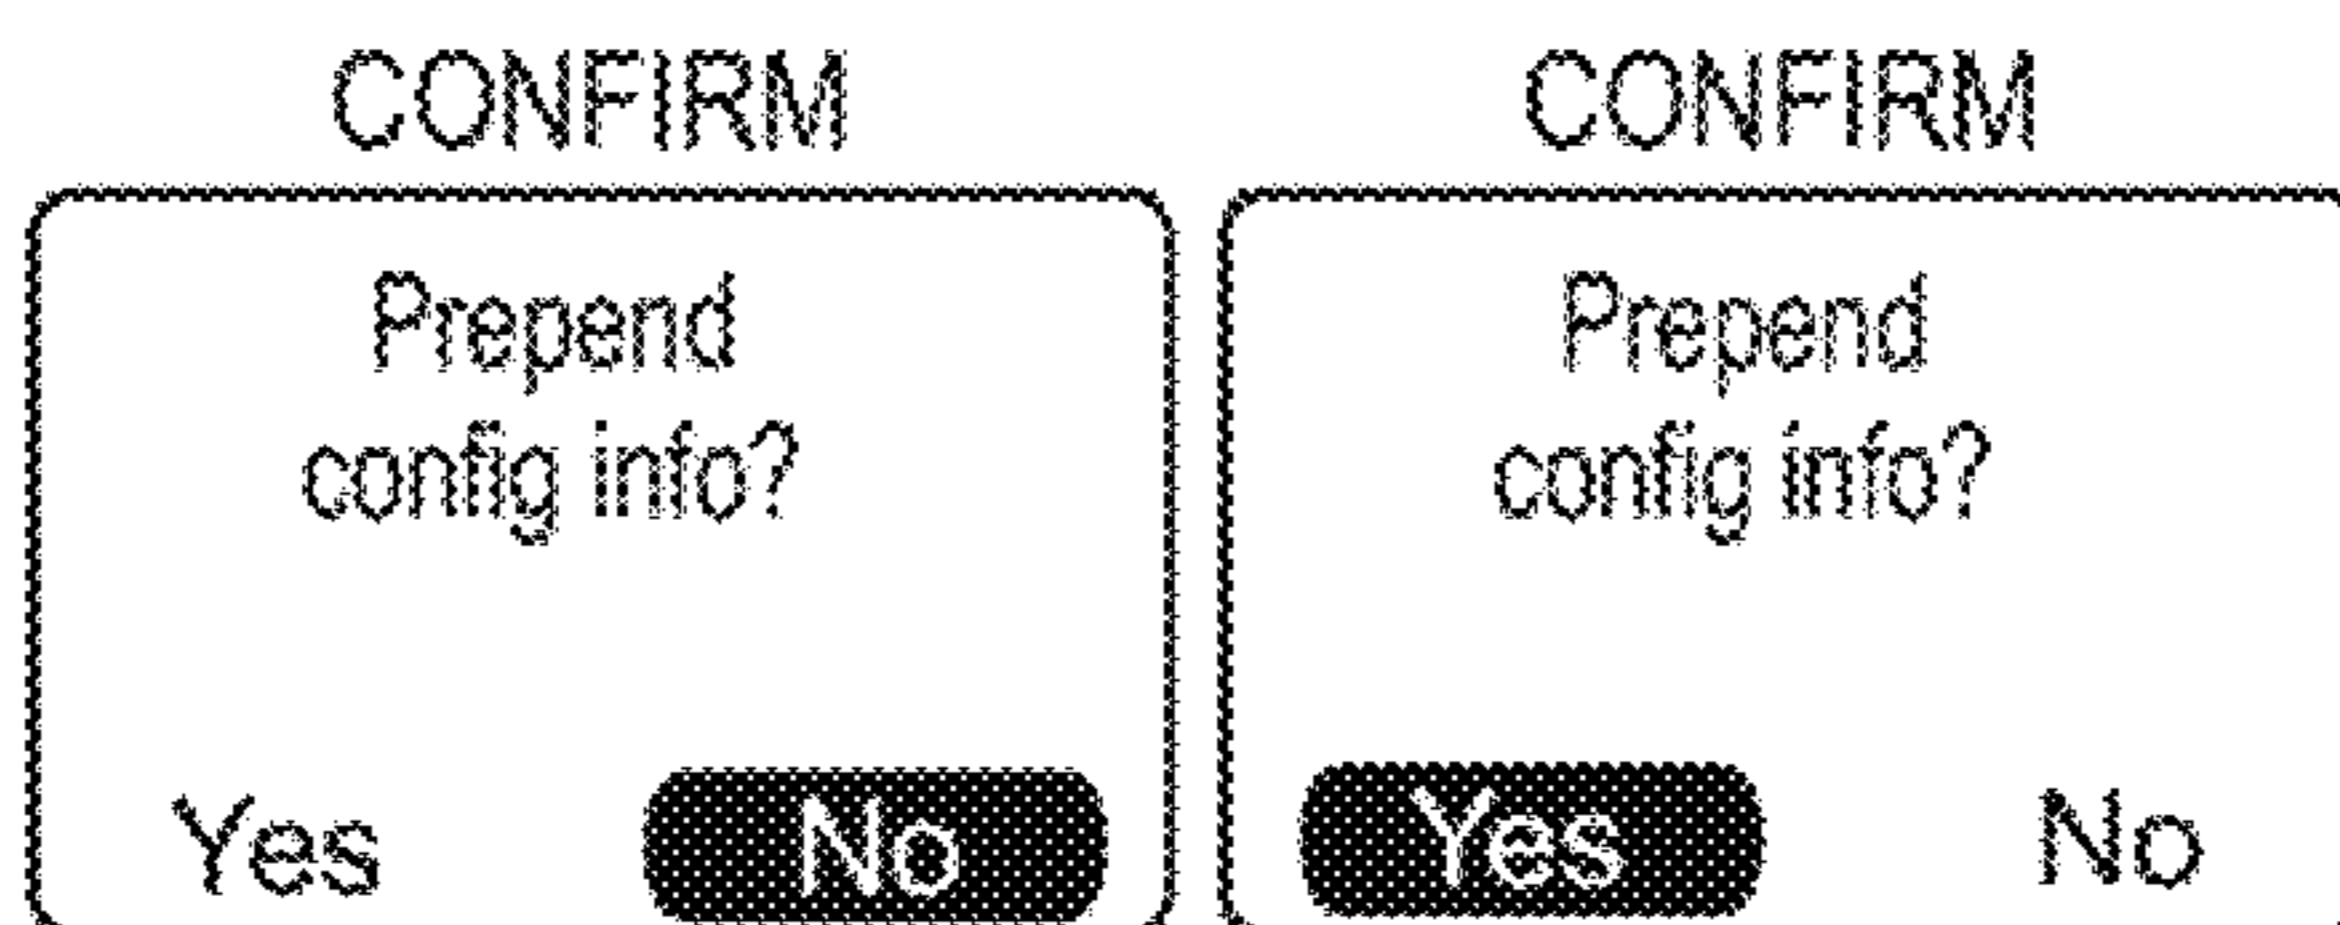 CONFIRM
Prepend
config info?
Yes No
CONFIRM
Prepend
config info?
Yes No